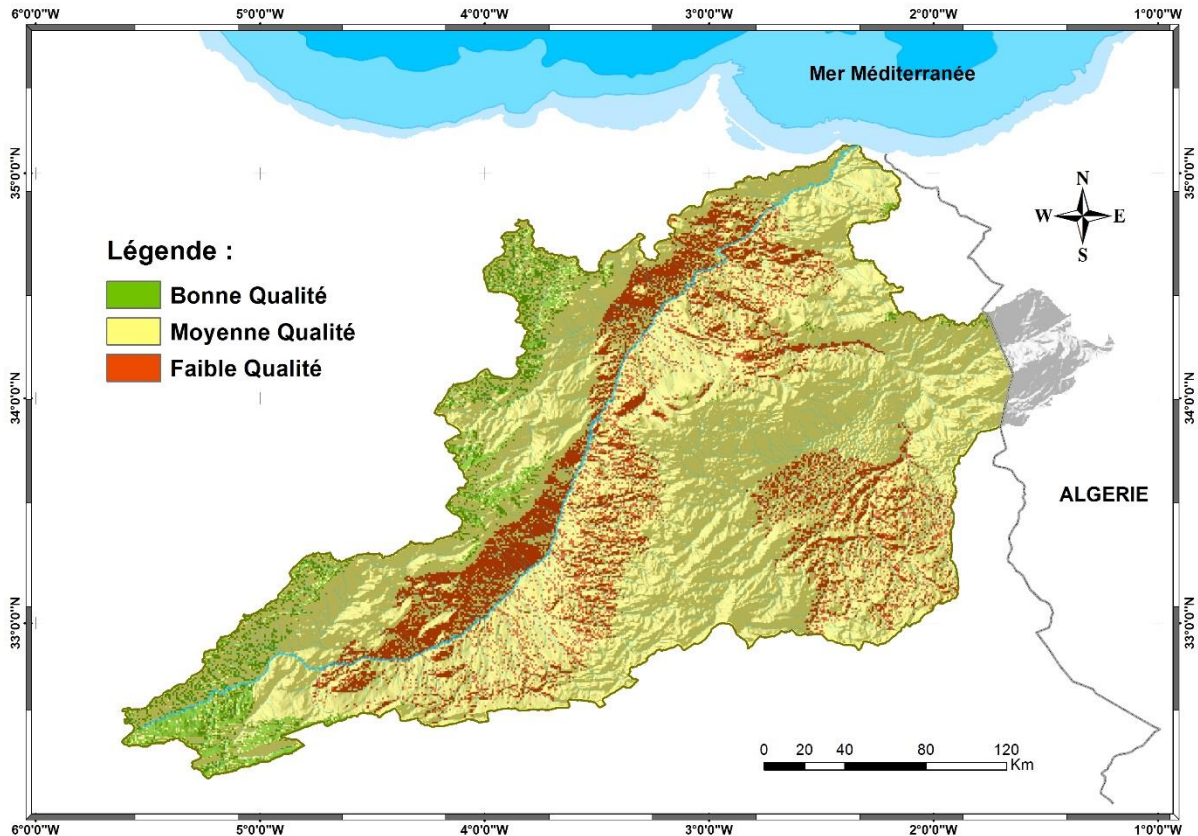 6°0'0"W 5°0'0"W 4°0'0"W 3°0'0"W 2°0'0"W 1°0'0"W
Mer Méditerranée
35°0'0"N 35°0'0"N
N
W E
S
Légende :
Bonne Qualité
Moyenne Qualité
Faible Qualité
34°0'0"N 34°0'0"N
ALGERIE
33°0'0"N 33°0'0"N
0 20 40 80 120
Km
6°0'0"W 5°0'0"W 4°0'0"W 3°0'0"W 2°0'0"W 1°0'0"W